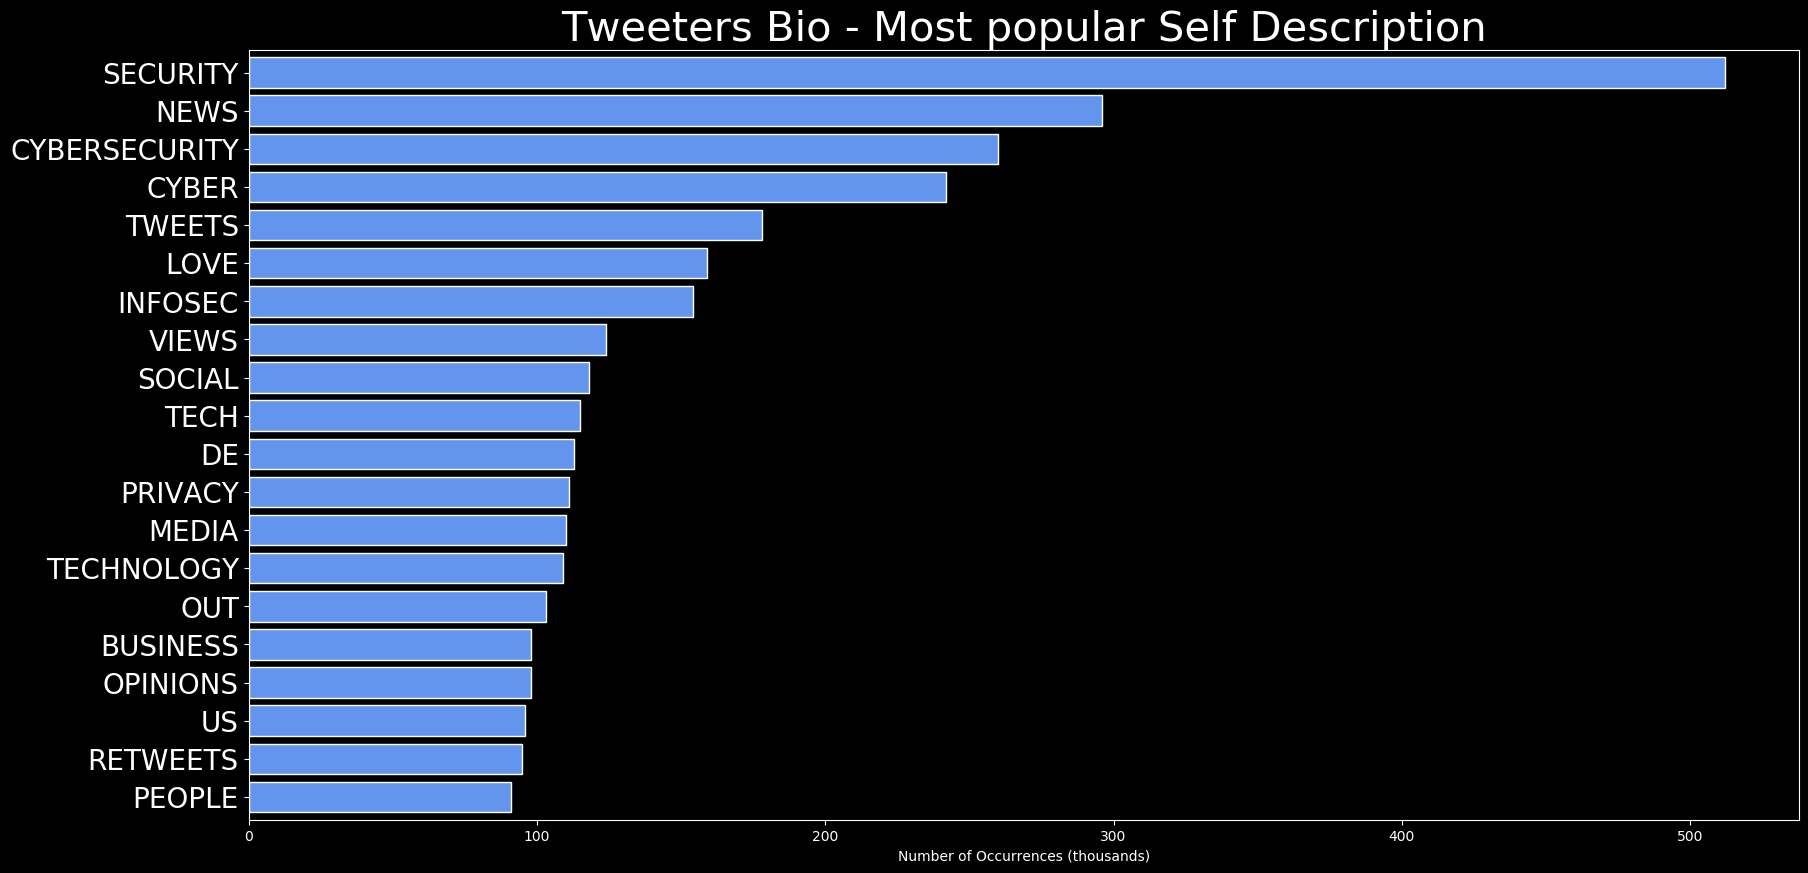 Tweeters Bio - Most popular Self Description
SECURITY
NEWS
CYBERSECURITY
CYBER
TWEETS
LOVE
INFOSEC
VIEWS
SOCIAL
TECH
DE
PRIVACY
MEDIA
TECHNOLOGY
OUT
BUSINESS
OPINIONS
US
RETWEETS
PEOPLE
0 100 200 300 400 500
Number of Occurrences (thousands)